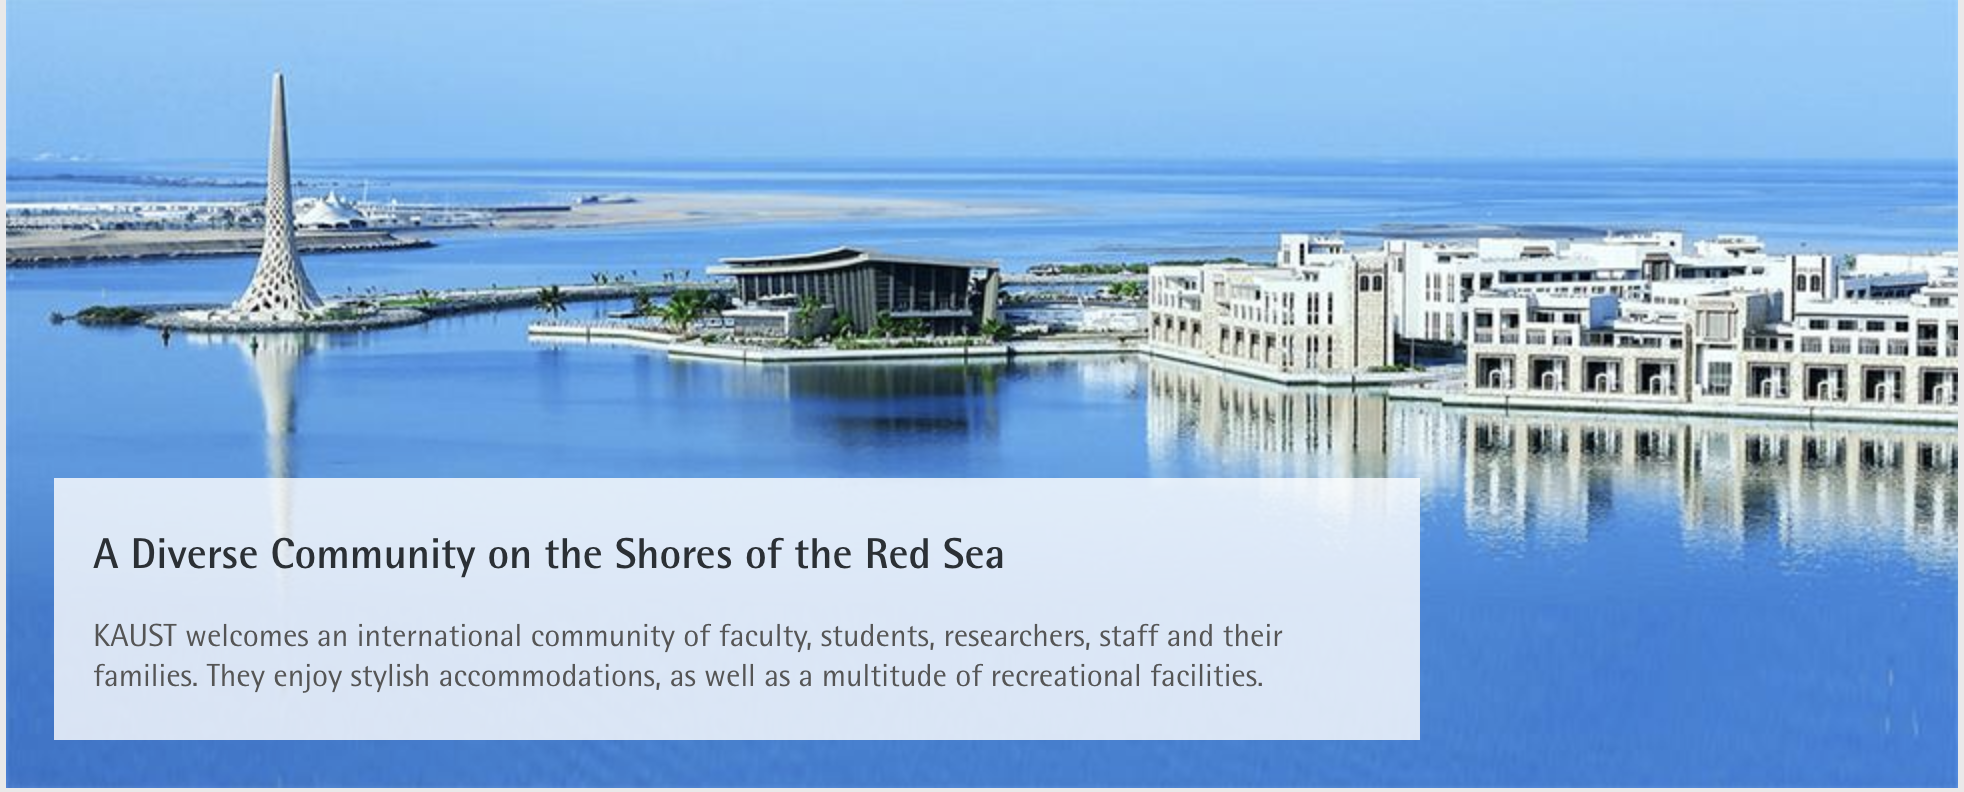 A Diverse Community on the Shores of the Red Sea
KAUST welcomes an international community of faculty, students, researchers, staff and their
families. They enjoy stylish accommodations, as well as a multitude of recreational facilities.